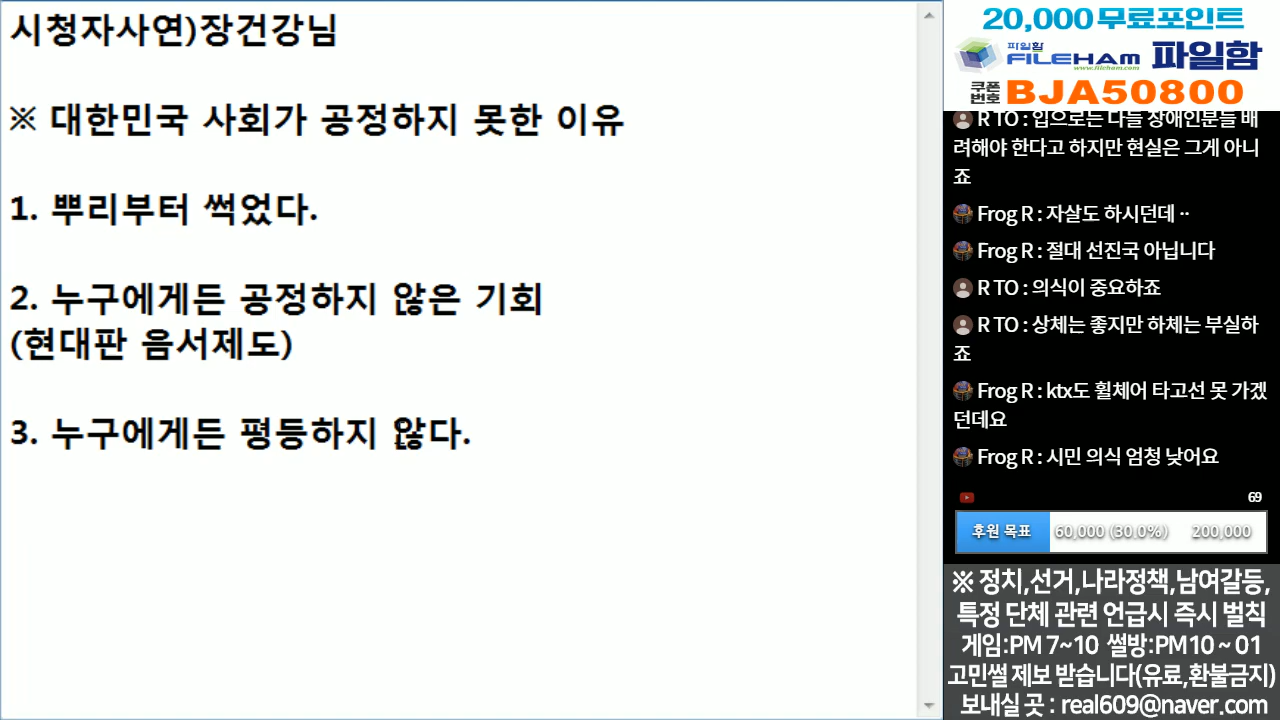 시청자사연)장건강님
※ 대한민국 사회가 공정하지 못한 이유
1. 뿌리부터 썩었다.
2. 누구에게든 공정하지 않은 기회
(현대판 음서제도)
3. 누구에게든 평등하지 않다.
20,000무료포인트
파일함
FILEHAM
www.fileham.com
파일함
쿠폰
번호 BJA50800
R TO : 입으로는 다들 장애인분들 배
려해야 한다고 하지만 현실은 그게 아니
죠
Frog R : 자살도 하시던데 ··
Frog R : 절대 선진국 아닙니다
R TO : 의식이 중요하죠
R TO : 상체는 좋지만 하체는 부실하
죠
Frog R : ktx도 휠체어 타고선 못 가겠
던데요
Frog R : 시민 의식 엄청 낮어요
69
후원 목표 60,000 (30.0%) 200,000
※ 정치,선거,나라정책,남여갈등,
특정 단체 관련 언급시 즉시 벌칙
게임:PM 7~10 썰방:PM10 ~ 01
고민썰 제보 받습니다(유료,환불금지)
보내실 곳 : real609@naver.com